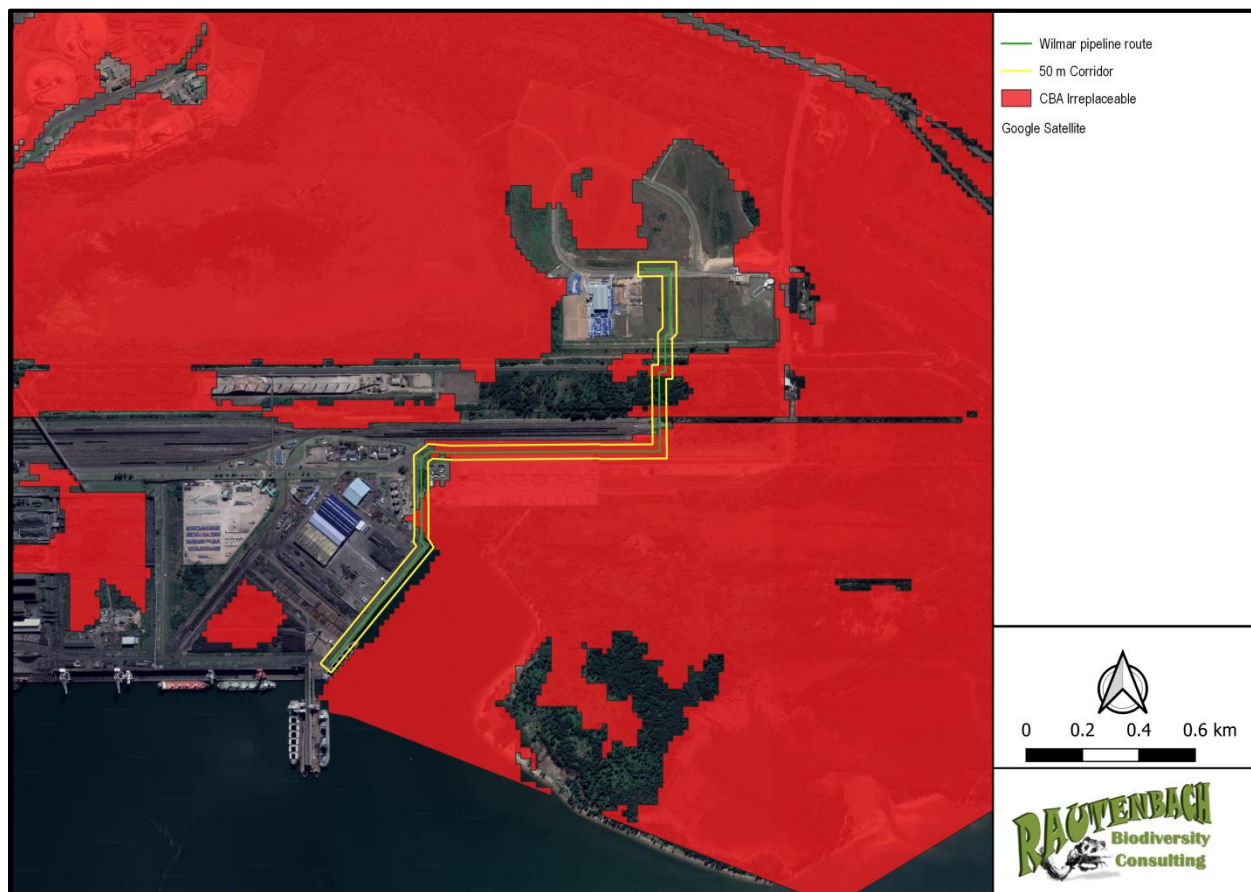 Wilmar pipeline route
50 m Corridor
CBA Irreplaceable
Google Satellite
0 0.2 0.4 0.6 km
RAUTENBACH
Biodiversity
Consulting